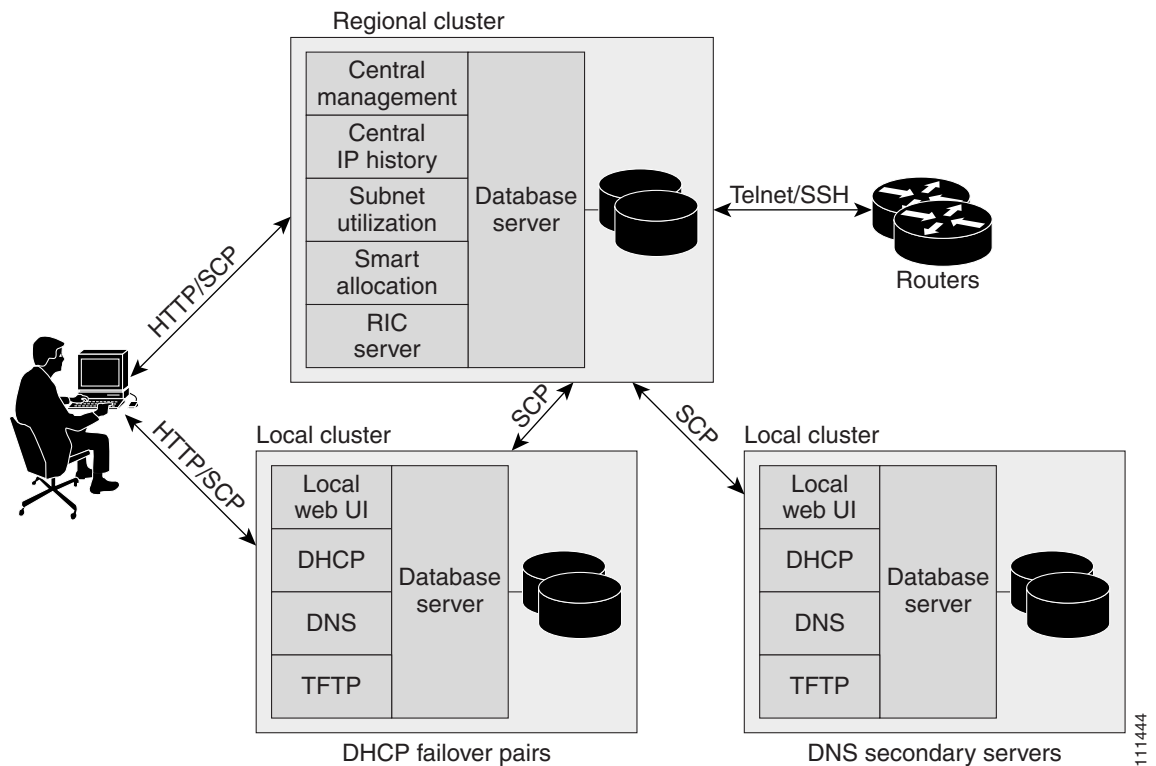 Regional cluster
Central
management
Central
IP history
Subnet
utilization
Smart
allocation
RIC
server
Database
server
Telnet/SSH
Routers
HTTP/SCP
HTTP/SCP
SCP
SCP
Local cluster
Local
web UI
DHCP
DNS
TFTP
Database
server
DHCP failover pairs
Local cluster
Local
web UI
DHCP
DNS
TFTP
Database
server
DNS secondary servers
111444